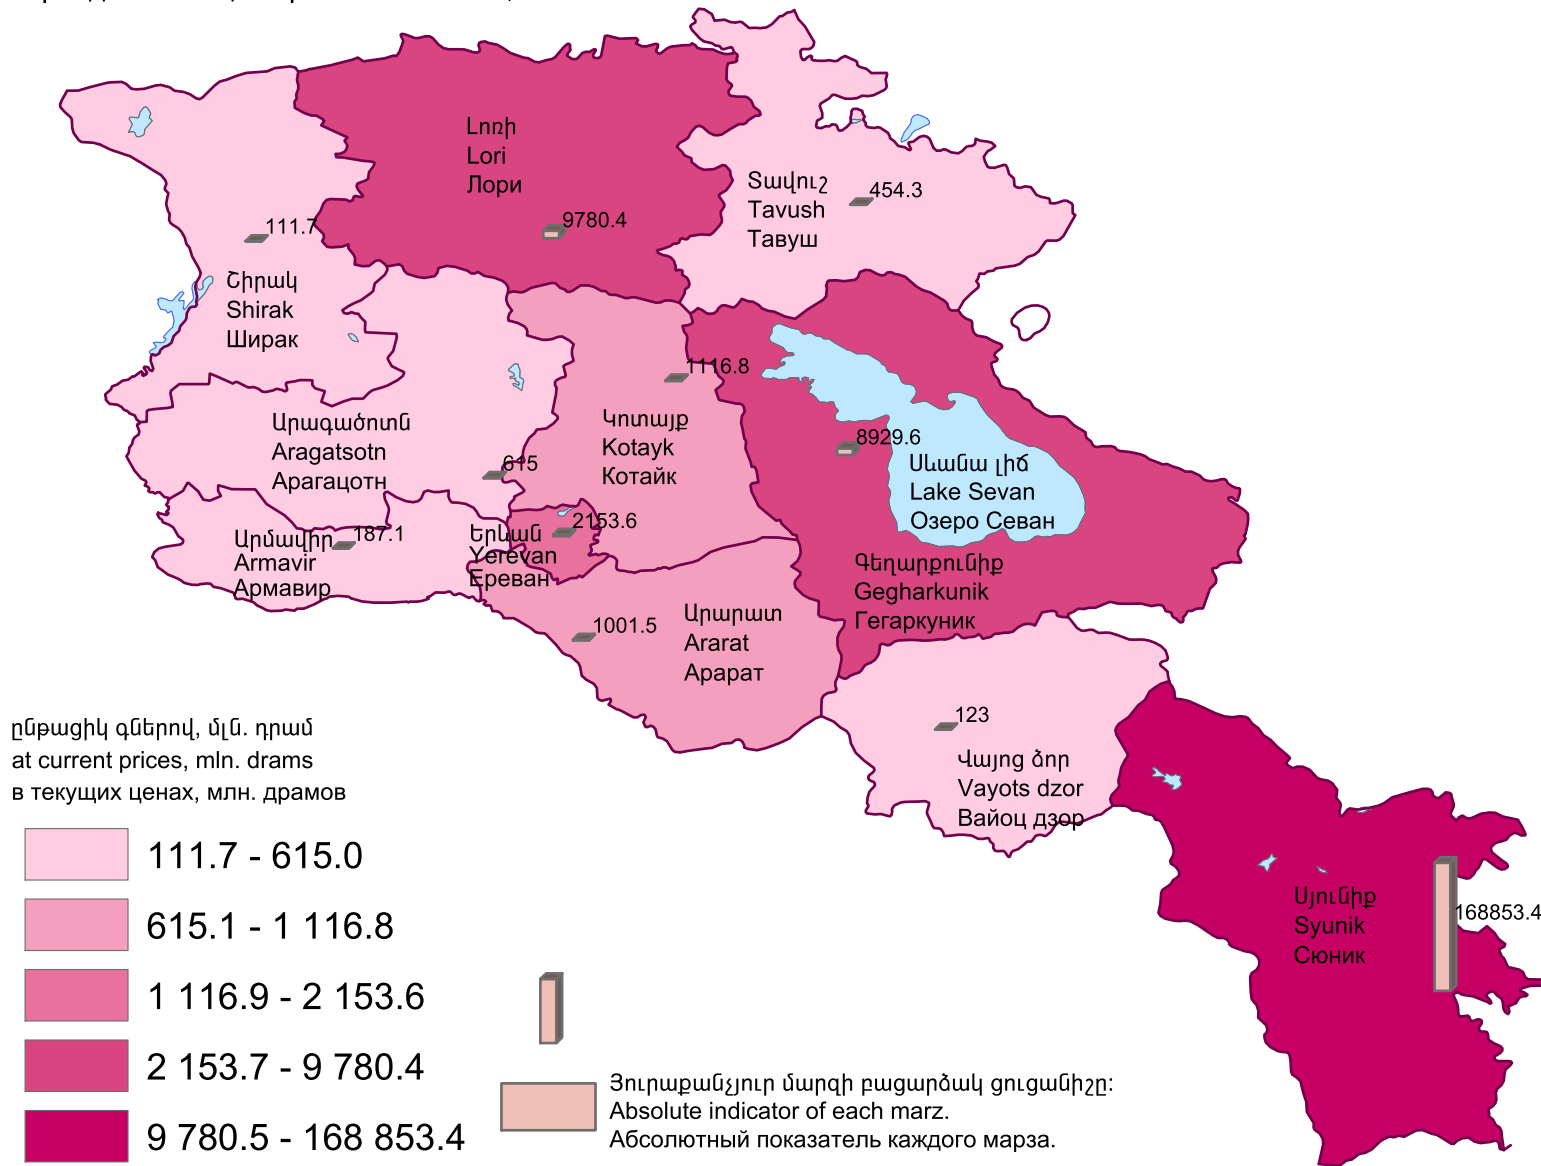 Լոռի
Lori
Лори
9780.4
Տավուշ
Tavush
Тавуш
454.3
111.7
Շիրակ
Shirak
Ширак
1116.8
Արագածոտն
Aragatsotn
Арагацотн
615
Կոտայք
Kotayk
Котайк
8929.6
Սևանա լիճ
Lake Sevan
Озеро Севан
Արմավիր
Armavir
Армавир
187.1
Երևան
Yerevan
Ереван
2153.6
Գեղարքունիք
Gegharkunik
Гегаркуник
1001.5
Արարատ
Ararat
Арарат
123
Վայոց ձոր
Vayots dzor
Вайоц дзор
Սյունիք
Syunik
Сюник
168853.4
ընթացիկ գներով, մլն. դրամ
at current prices, mln. drams
в текущих ценах, млн. драмов
111.7 - 615.0
615.1 - 1 116.8
1 116.9 - 2 153.6
2 153.7 - 9 780.4
9 780.5 - 168 853.4
Յուրաքանչյուր մարզի բացարձակ ցուցանիշը:
Absolute indicator of each marz.
Абсолютный показатель каждого марза.